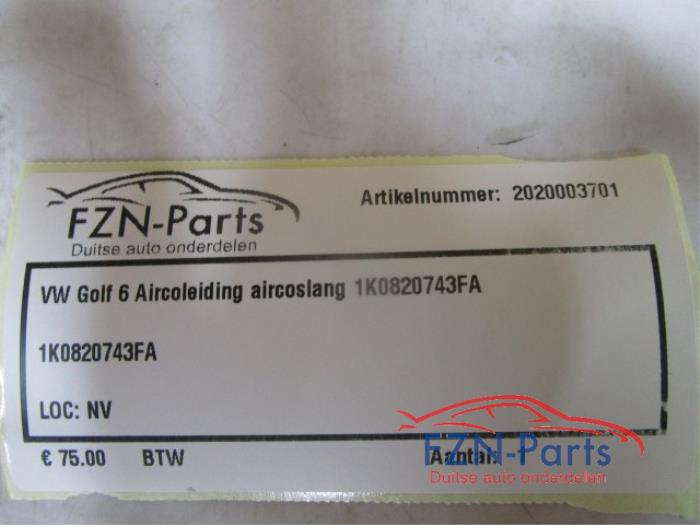 FZN-Parts
Duitse auto onderdelen
Artikelnummer: 2020003701
VW Golf 6 Aircoleiding aircoslang 1K0820743FA
1K0820743FA
LOC: NV
€ 75.00 BTW Aantal:
FZN-Parts
Duitse auto onderdelen